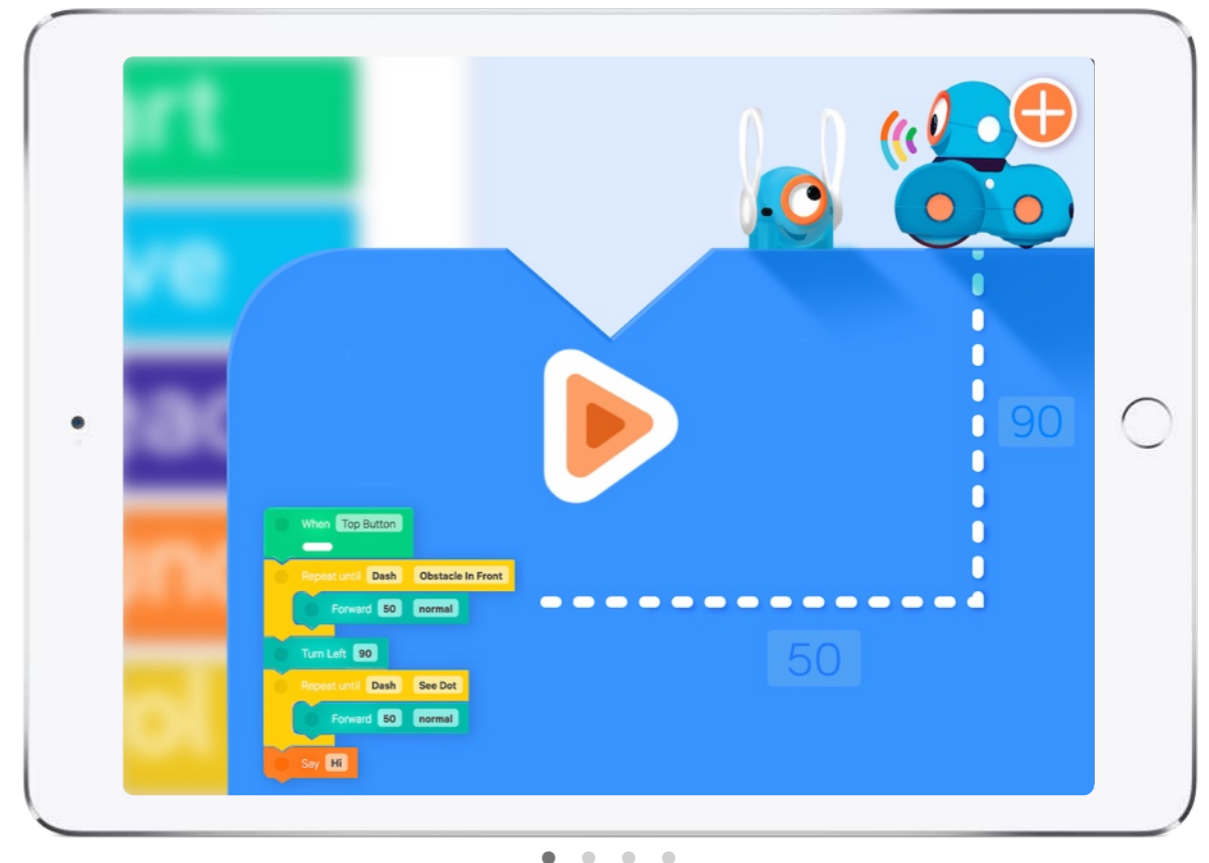 90
50
When Top Button
Repeat until Dash Obstacle In Front
Forward 50 normal
Turn Left 90
Repeat until Dash See Dot
Forward 50 normal
Say Hi